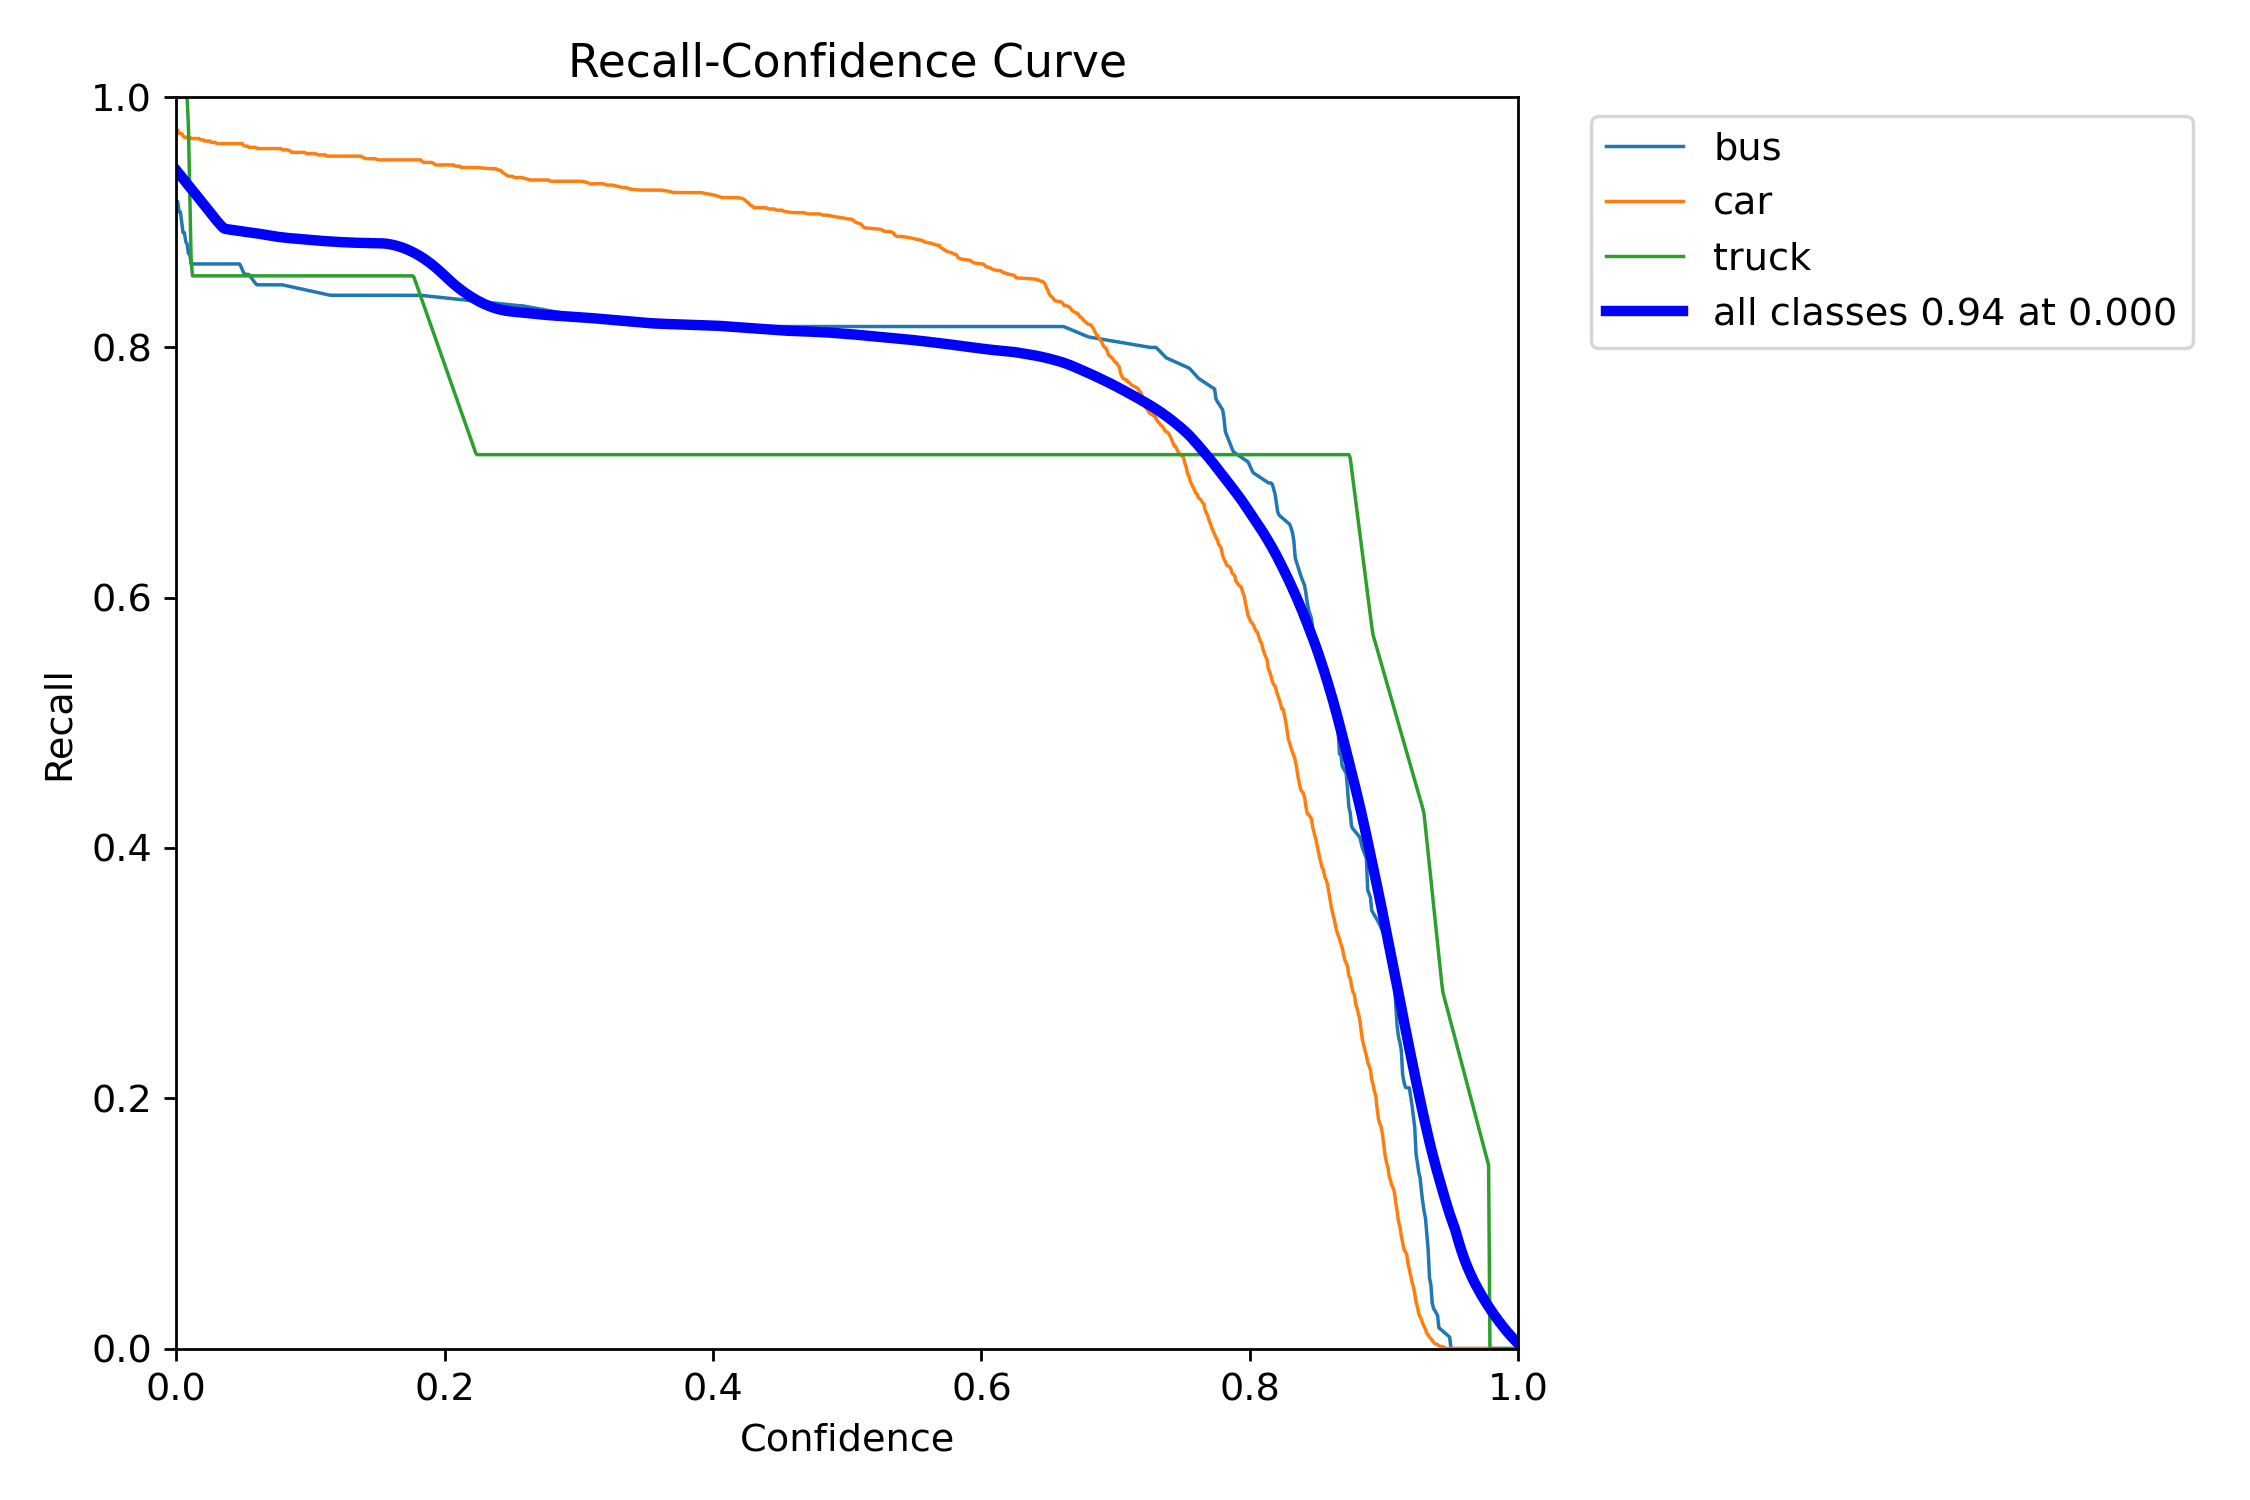 Recall-Confidence Curve
1.0
0.8
0.6
0.4
0.2
0.0
Recall
0.0 0.2 0.4 0.6 0.8 1.0
Confidence
bus
car
truck
all classes 0.94 at 0.000